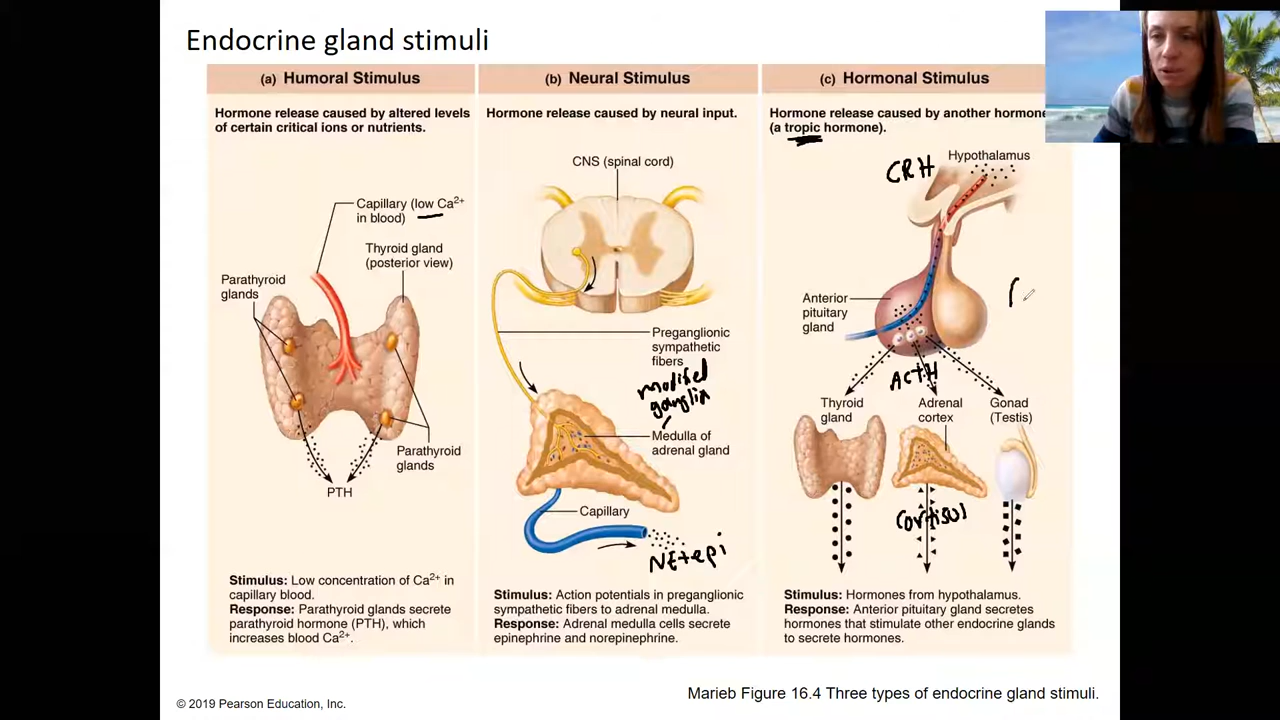 Endocrine gland stimuli
(a) Humoral Stimulus
Hormone release caused by altered levels
of certain critical ions or nutrients.
Capillary (low Ca2+
in blood)
Thyroid gland
(posterior view)
Parathyroid
glands
Parathyroid
glands
PTH
Stimulus: Low concentration of Ca2+ in
capillary blood.
Response: Parathyroid glands secrete
parathyroid hormone (PTH), which
increases blood Ca2+.
(b) Neural Stimulus
Hormone release caused by neural input.
CNS (spinal cord)
Preganglionic
sympathetic
fibers
modified
ganglia
Medulla of
adrenal gland
Capillary
NE+epi
Stimulus: Action potentials in preganglionic
sympathetic fibers to adrenal medulla.
Response: Adrenal medulla cells secrete
epinephrine and norepinephrine.
(c) Hormonal Stimulus
Hormone release caused by another hormone
(a tropic hormone).
CRH
Hypothalamus
Anterior
pituitary
gland
ACTH
Thyroid
gland
Adrenal
cortex
Gonad
(Testis)
Cortisol
Stimulus: Hormones from hypothalamus.
Response: Anterior pituitary gland secretes
hormones that stimulate other endocrine glands
to secrete hormones.
© 2019 Pearson Education, Inc.
Marieb Figure 16.4 Three types of endocrine gland stimuli.